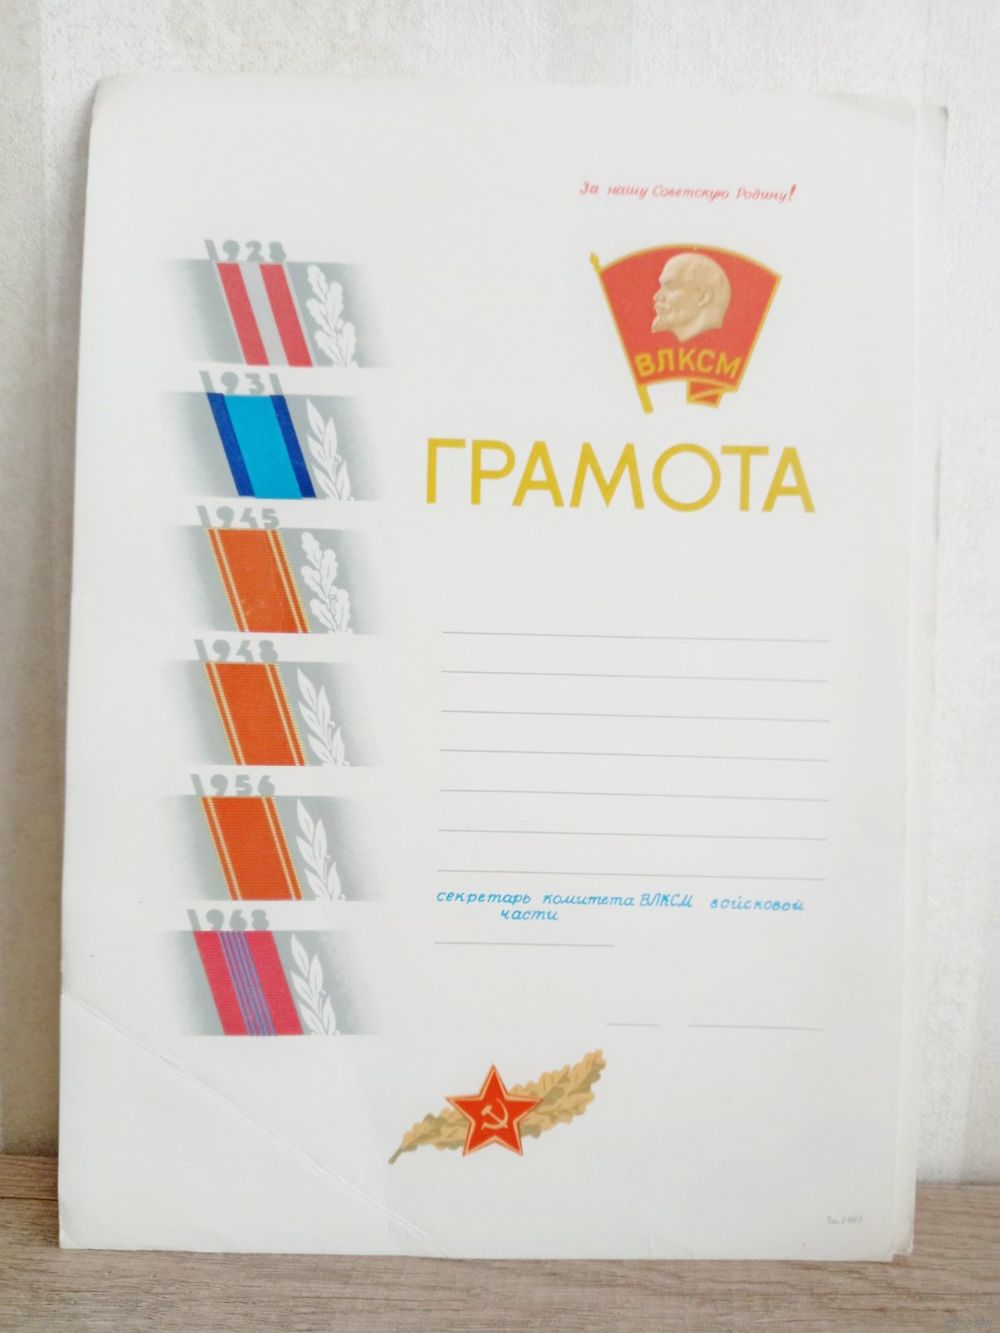 За нашу Советскую Родину!
ВЛКСМ
ГРАМОТА
1928
1931
1945
1948
1956
1968
секретарь комитета ВЛКСМ войсковой
части